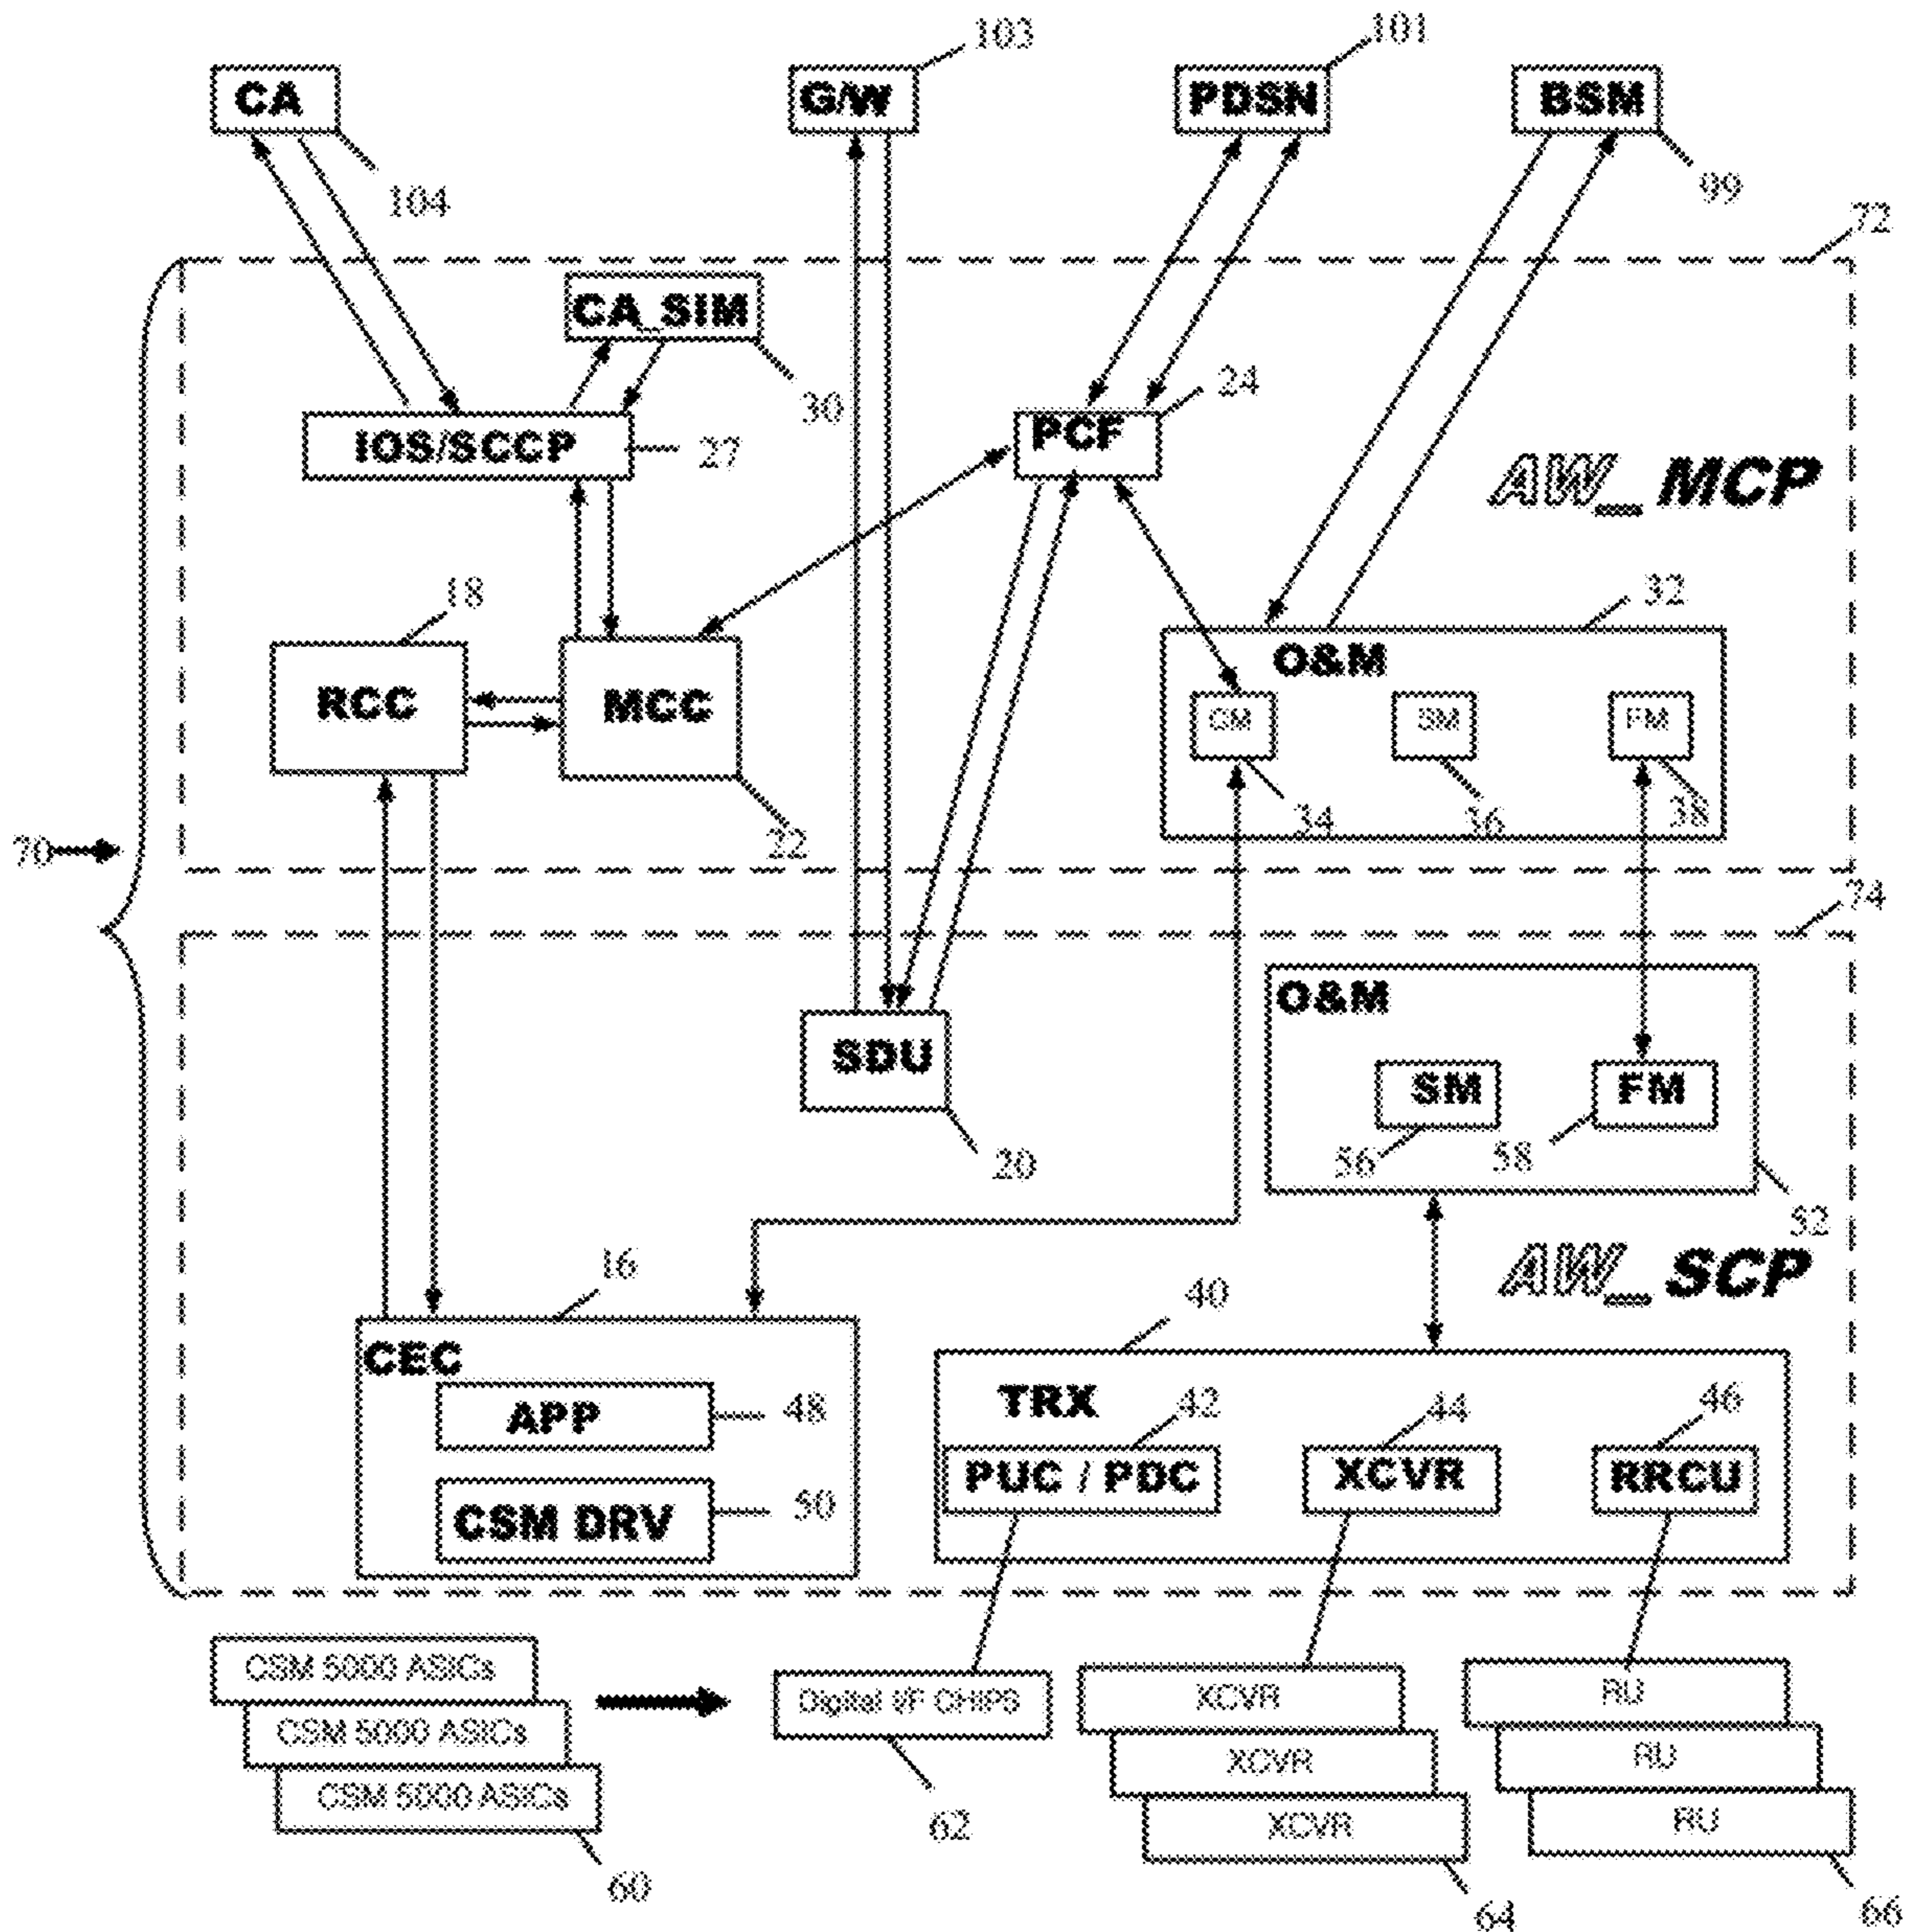 103
101
CA
G/W
PDSN
BSM
104
99
72
CA_SIM
30
24
IOS/SCCP
27
PCF
AW_MCP
18
32
O&M
RCC
MCC
CM
SM
FM
34
36
38
22
70
74
O&M
SDU
SM
FM
20
56
58
52
16
AW_SCP
40
CEC
APP
48
TRX
42
44
46
PUC / PDC
XCVR
RRCU
CSM DRV
50
CSM 5000 ASICs
CSM 5000 ASICs
CSM 5000 ASICs
Digital I/F CHIPS
XCVR
XCVR
XCVR
RU
RU
RU
62
60
64
66